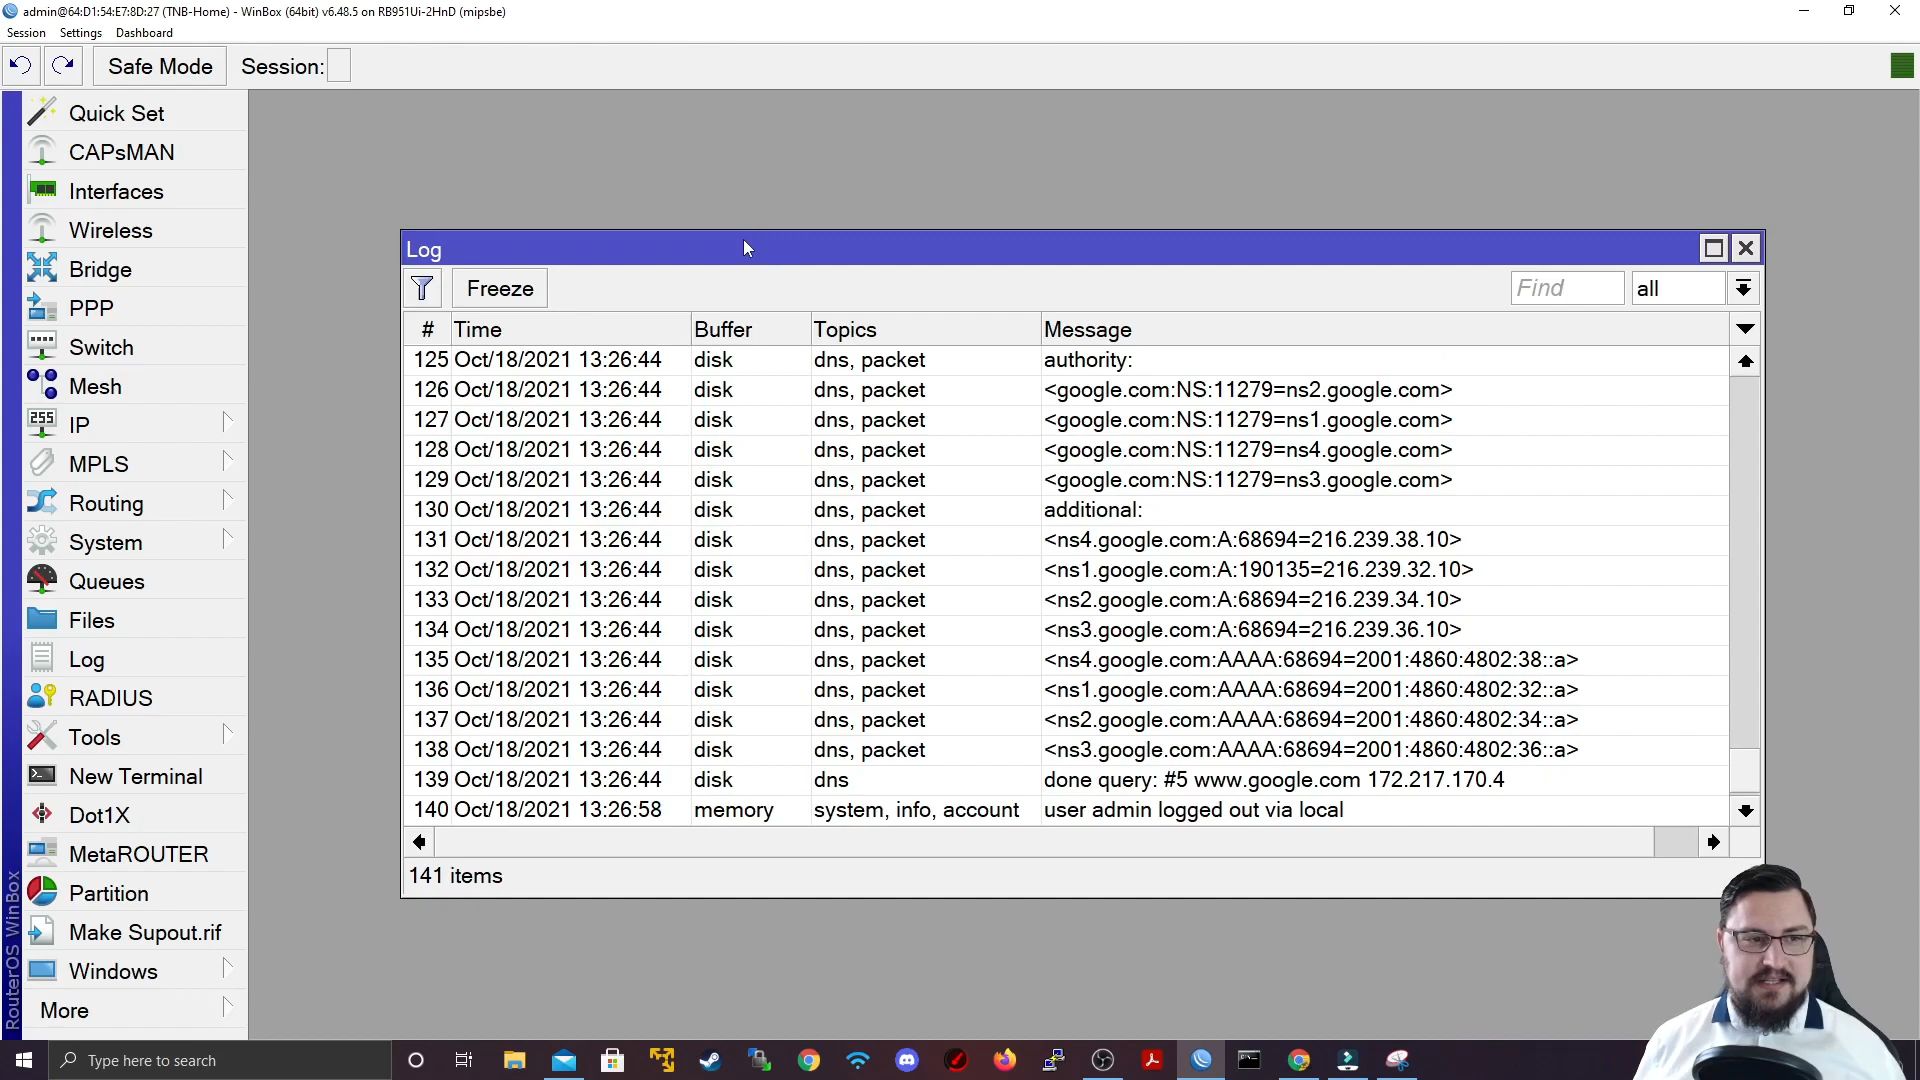 admin@64:D1:54:E7:8D:27 (TNB-Home) - WinBox (64bit) v6.48.5 on RB951Ui-2HnD (mipsbe)
Session Settings Dashboard
Safe Mode Session:
Quick Set
CAPsMAN
Interfaces
Wireless
Bridge
PPP
Switch
Mesh
255
IP
MPLS
Routing
System
Queues
Files
Log
RADIUS
Tools
New Terminal
Dot1X
MetaROUTER
Partition
Make Supout.rif
Windows
More
RouterOS WinBox
Log
Freeze Find all
# Time Buffer Topics Message
125 Oct/18/2021 13:26:44 disk dns, packet authority:
126 Oct/18/2021 13:26:44 disk dns, packet <google.com:NS:11279=ns2.google.com>
127 Oct/18/2021 13:26:44 disk dns, packet <google.com:NS:11279=ns1.google.com>
128 Oct/18/2021 13:26:44 disk dns, packet <google.com:NS:11279=ns4.google.com>
129 Oct/18/2021 13:26:44 disk dns, packet <google.com:NS:11279=ns3.google.com>
130 Oct/18/2021 13:26:44 disk dns, packet additional:
131 Oct/18/2021 13:26:44 disk dns, packet <ns4.google.com:A:68694=216.239.38.10>
132 Oct/18/2021 13:26:44 disk dns, packet <ns1.google.com:A:190135=216.239.32.10>
133 Oct/18/2021 13:26:44 disk dns, packet <ns2.google.com:A:68694=216.239.34.10>
134 Oct/18/2021 13:26:44 disk dns, packet <ns3.google.com:A:68694=216.239.36.10>
135 Oct/18/2021 13:26:44 disk dns, packet <ns4.google.com:AAAA:68694=2001:4860:4802:38::a>
136 Oct/18/2021 13:26:44 disk dns, packet <ns1.google.com:AAAA:68694=2001:4860:4802:32::a>
137 Oct/18/2021 13:26:44 disk dns, packet <ns2.google.com:AAAA:68694=2001:4860:4802:34::a>
138 Oct/18/2021 13:26:44 disk dns, packet <ns3.google.com:AAAA:68694=2001:4860:4802:36::a>
139 Oct/18/2021 13:26:44 disk dns done query: #5 www.google.com 172.217.170.4
140 Oct/18/2021 13:26:58 memory system, info, account user admin logged out via local
141 items
Type here to search